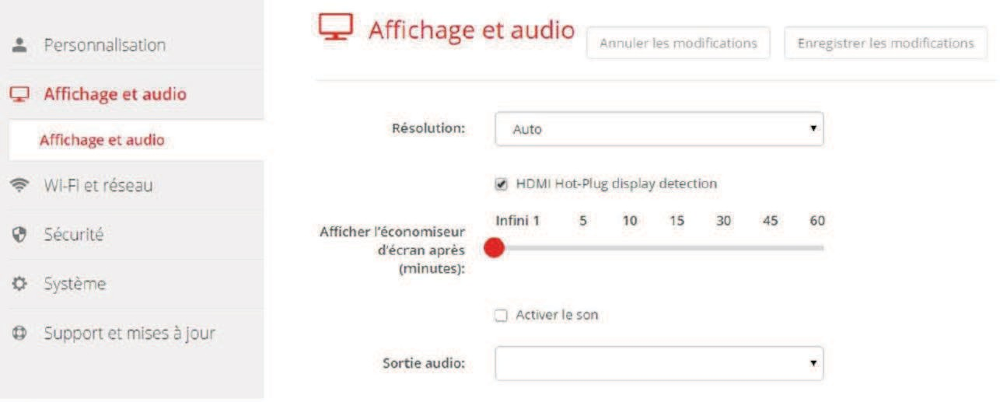 Personnalisation
Affichage et audio
Affichage et audio
Wi-Fi et réseau
Sécurité
Système
Support et mises à jour
Affichage et audio
Annuler les modifications
Enregistrer les modifications
Résolution:
Auto
HDMI Hot-Plug display detection
Afficher l'économiseur
d'écran après
(minutes):
Infini 1 5 10 15 30 45 60
Activer le son
Sortie audio: